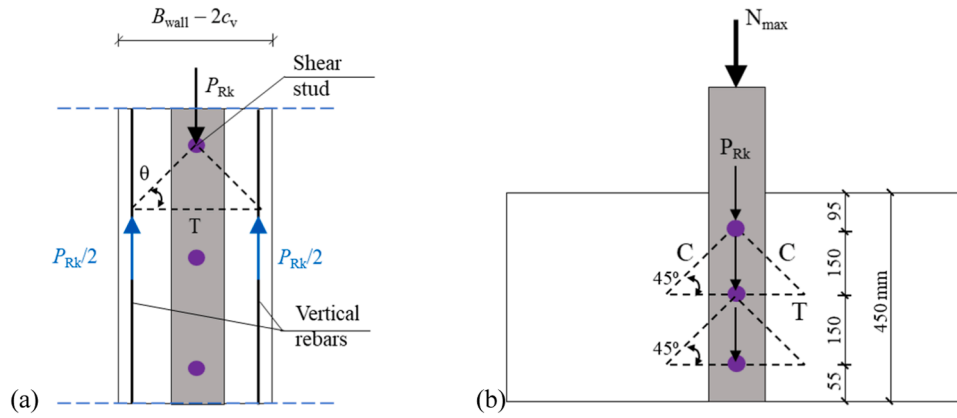 B_wall − 2c_v
Shear
stud
P_Rk
θ
T
P_Rk/2
P_Rk/2
Vertical
rebars
(a)
N_max
P_Rk
C
C
45°
T
45°
95
150
150
55
450 mm
(b)